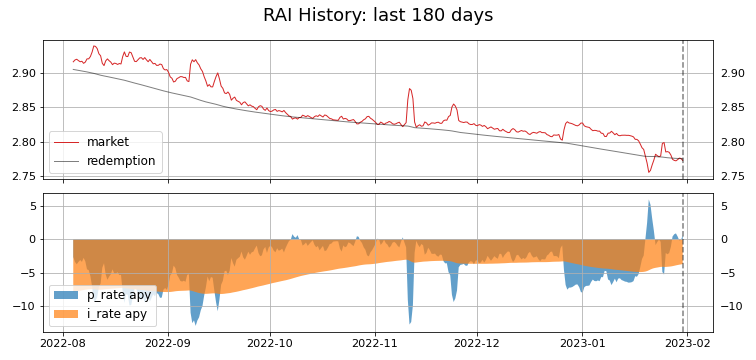 RAI History: last 180 days
2.90 2.90
2.85 2.85
2.80 2.80
2.75 2.75
market
redemption
5 5
0 0
−5 −5
−10 −10
p_rate apy
i_rate apy
2022-08 2022-09 2022-10 2022-11 2022-12 2023-01 2023-02